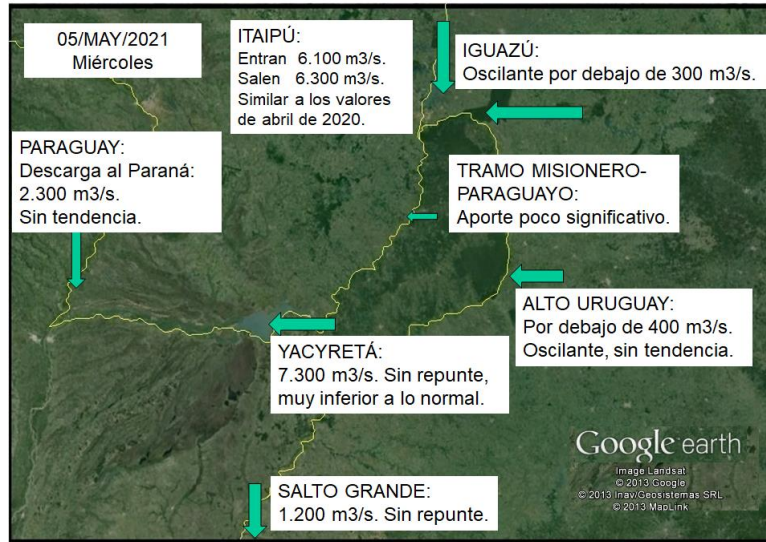 05/MAY/2021
Miércoles
ITAIPÚ:
Entran 6.100 m3/s.
Salen 6.300 m3/s.
Similar a los valores
de abril de 2020.
IGUAZÚ:
Oscilante por debajo de 300 m3/s.
PARAGUAY:
Descarga al Paraná:
2.300 m3/s.
Sin tendencia.
TRAMO MISIONERO-
PARAGUAYO:
Aporte poco significativo.
ALTO URUGUAY:
Por debajo de 400 m3/s.
Oscilante, sin tendencia.
YACYRETÁ:
7.300 m3/s. Sin repunte,
muy inferior a lo normal.
SALTO GRANDE:
1.200 m3/s. Sin repunte.
Google earth
Image Landsat
© 2013 Google
© 2013 Inav/Geosistemas SRL
© 2013 MapLink